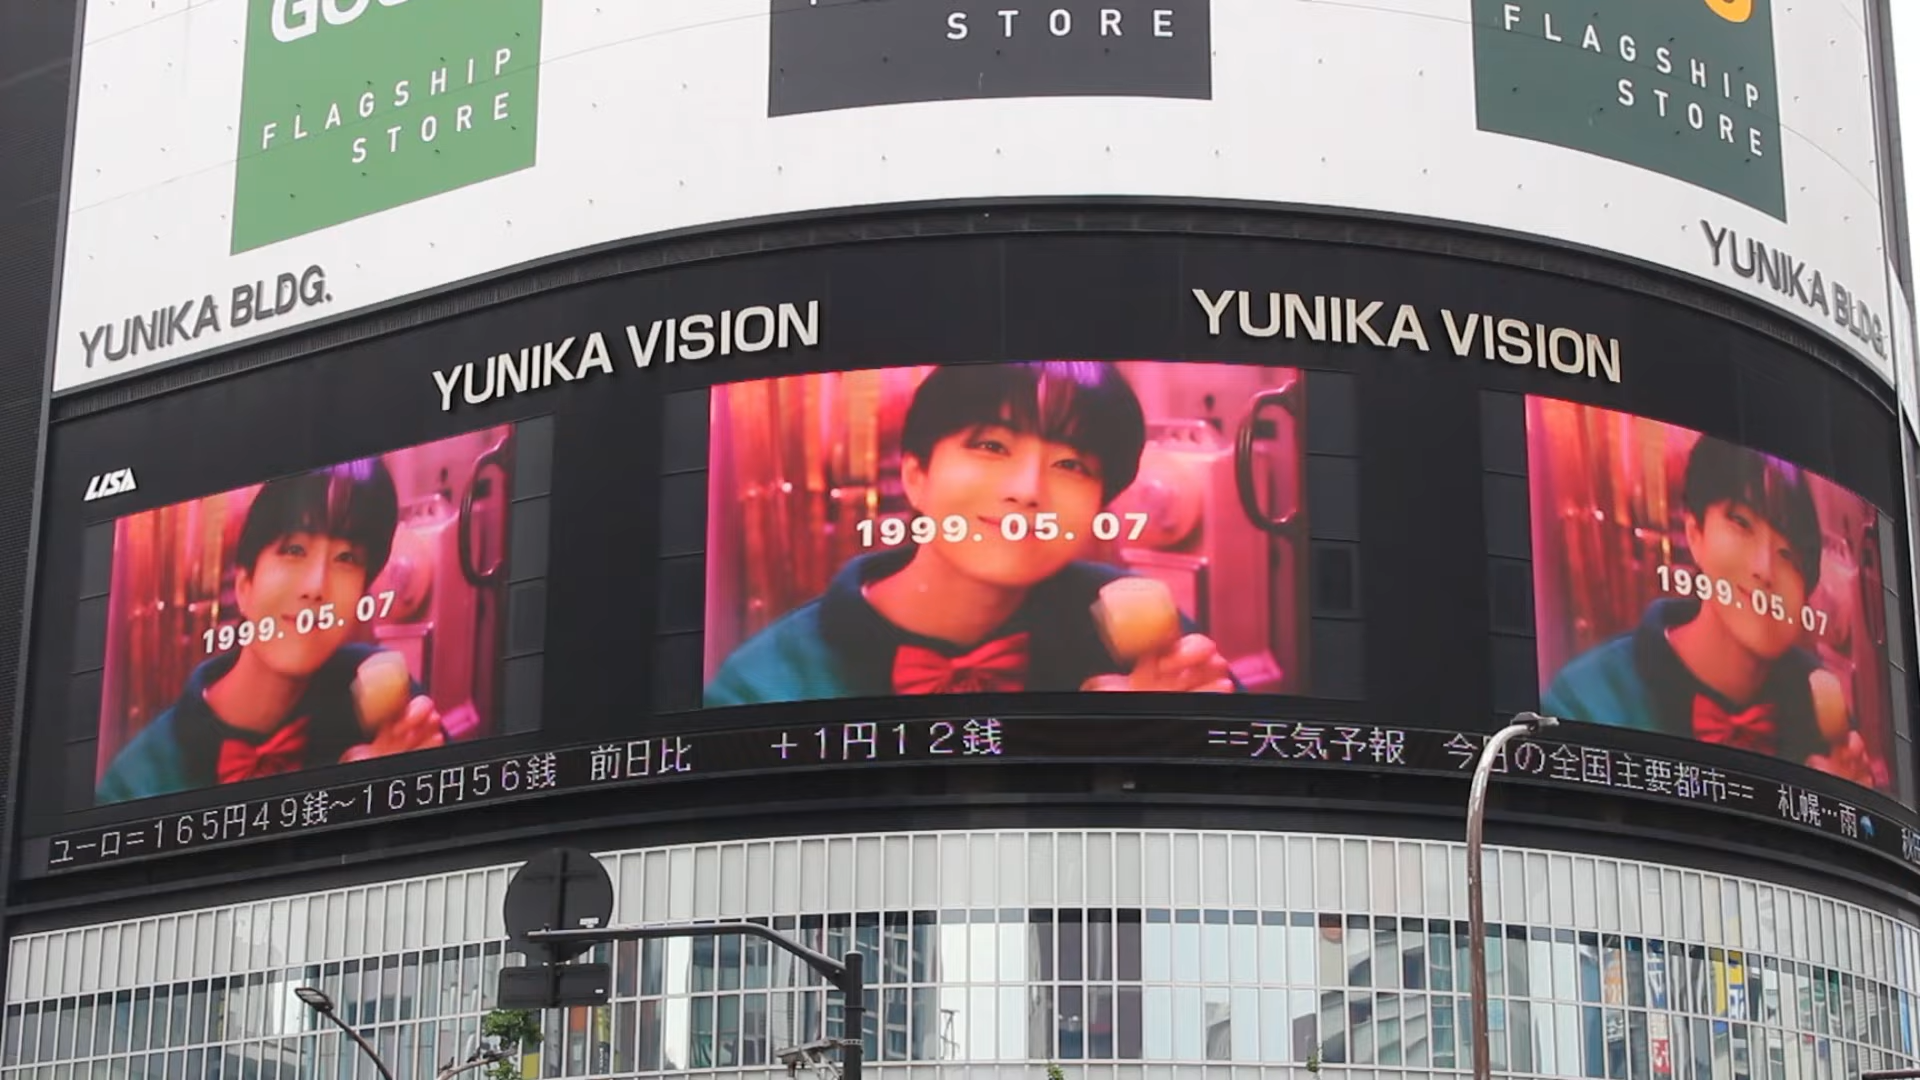 FLAGSHIP
STORE
STORE
FLAGSHIP
STORE
YUNIKA BLDG.
YUNIKA BLDG.
YUNIKA VISION
YUNIKA VISION
LISA
1999. 05. 07
1999. 05. 07
1999. 05. 07
ユーロ=165円49銭~165円56銭 前日比 +1円12銭 ==天気予報 今日の全国主要都市== 札幌…雨